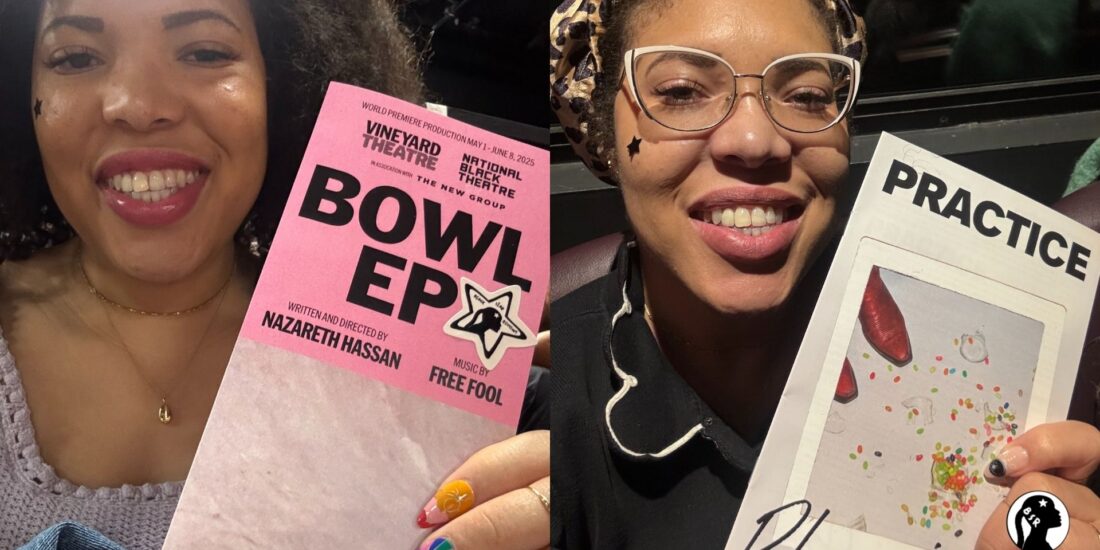 WORLD PREMIERE PRODUCTION MAY 1 - JUNE 8, 2025
VINEYARD
THEATRE
NATIONAL
BLACK
THEATRE
IN ASSOCIATION WITH THE NEW GROUP
BOWL
EP
WRITTEN AND DIRECTED BY
NAZARETH HASSAN
MUSIC BY
FREE FOOL
PRACTICE
BSR